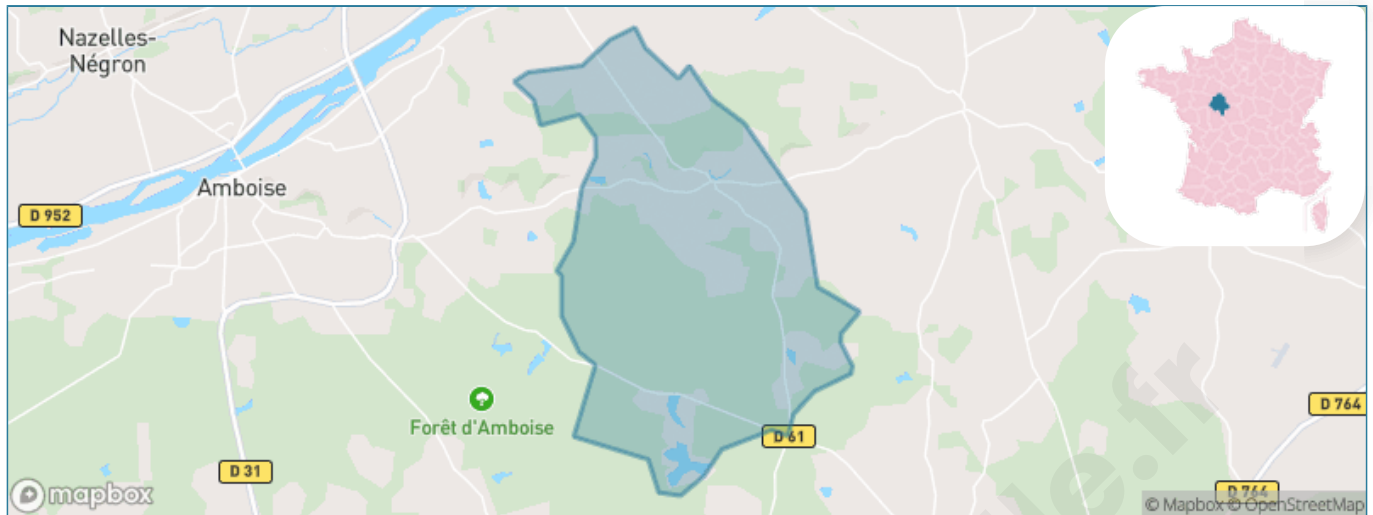 Nazelles-
Négron
Amboise
D 952
Forêt d'Amboise
D 31
D 61
D 764
D 764
mapbox
© Mapbox © OpenStreetMap